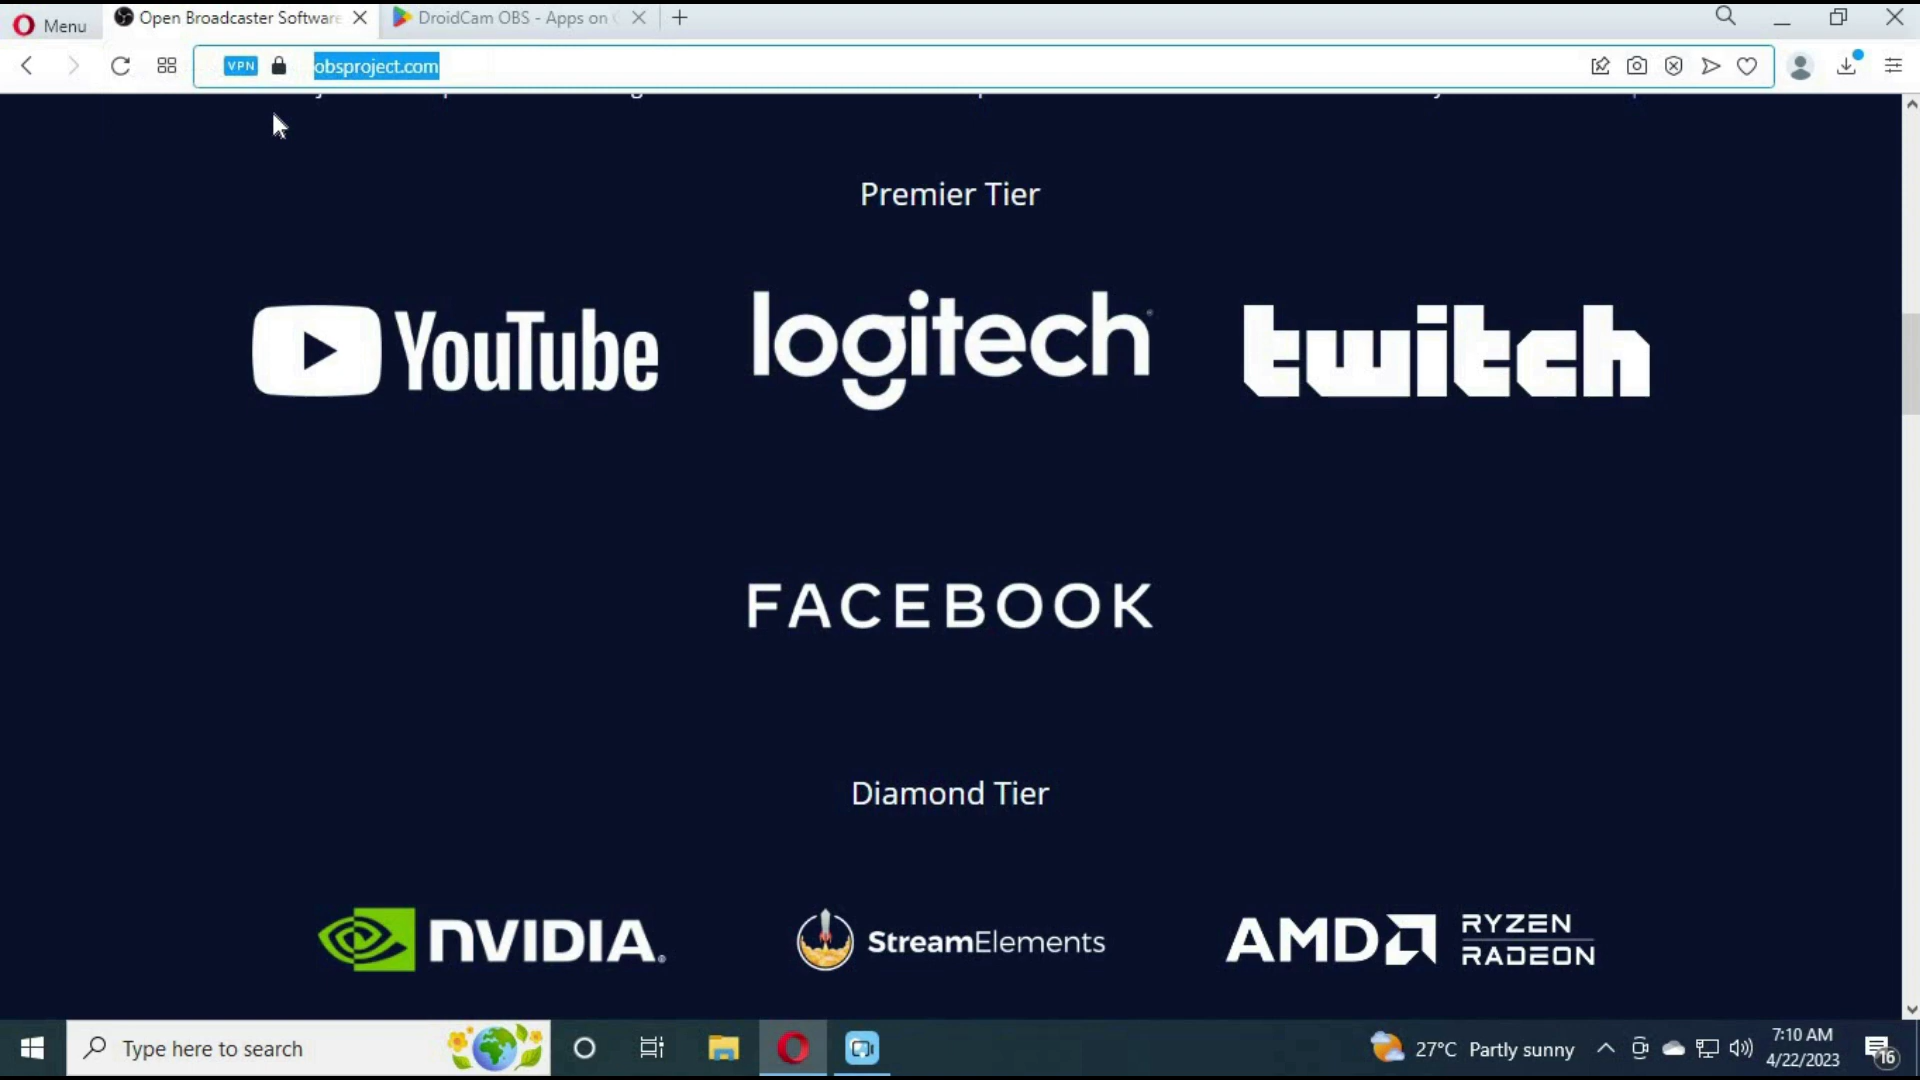 Menu
Open Broadcaster Software
DroidCam OBS - Apps on
VPN
obsproject.com
Premier Tier
YouTube
logitech
twitch
FACEBOOK
Diamond Tier
NVIDIA.
StreamElements
AMD RYZEN
RADEON
Type here to search
27°C Partly sunny
7:10 AM
4/22/2023
16